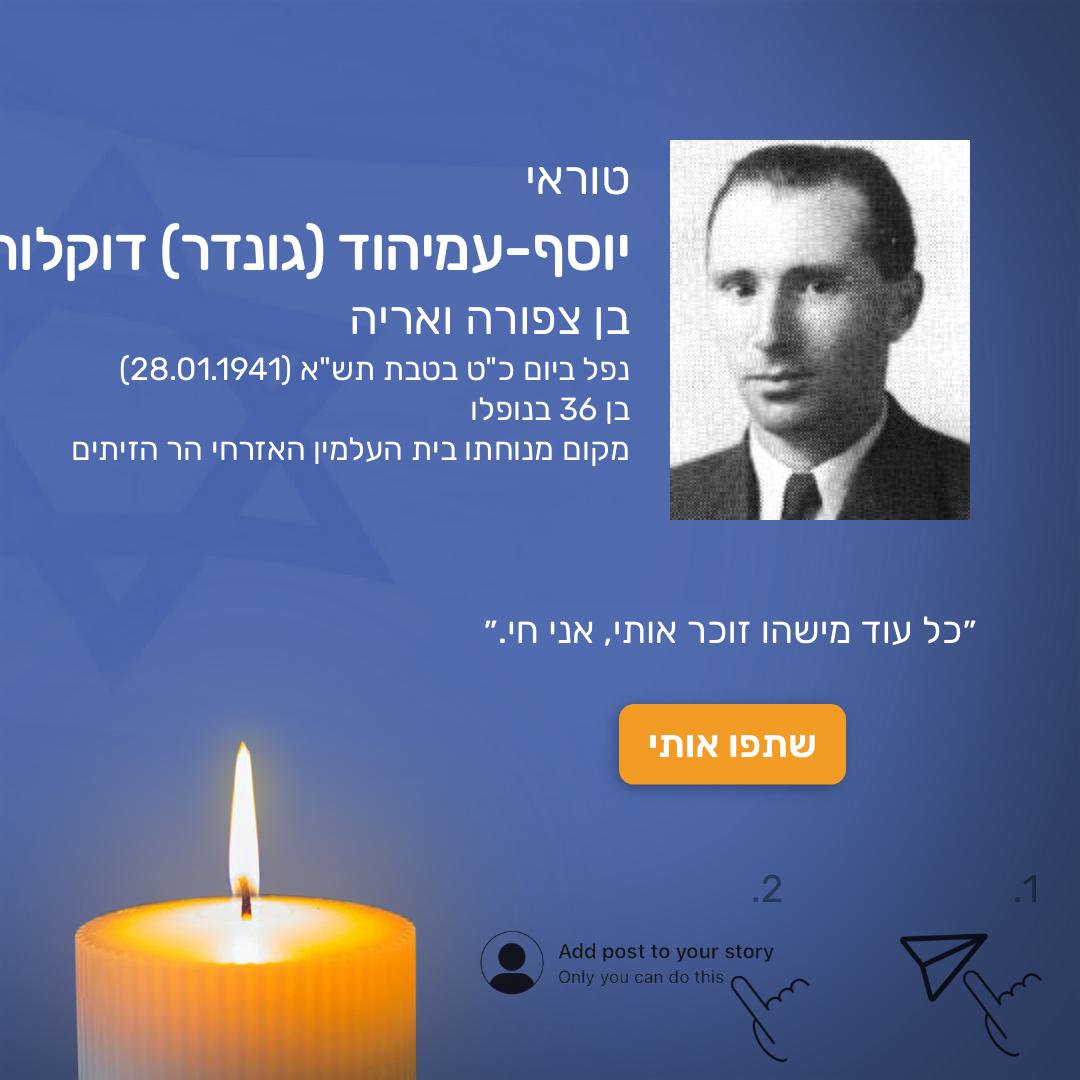 טוראי
יוסף-עמיהוד (גונדר) דוקלור
בן צפורה ואריה
נפל ביום כ"ט בטבת תש"א (28.01.1941)
בן 36 בנופלו
מקום מנוחתו בית העלמין האזרחי הר הזיתים
״כל עוד מישהו זוכר אותי, אני חי.״
שתפו אותי
1.
2.
Add post to your story
Only you can do this